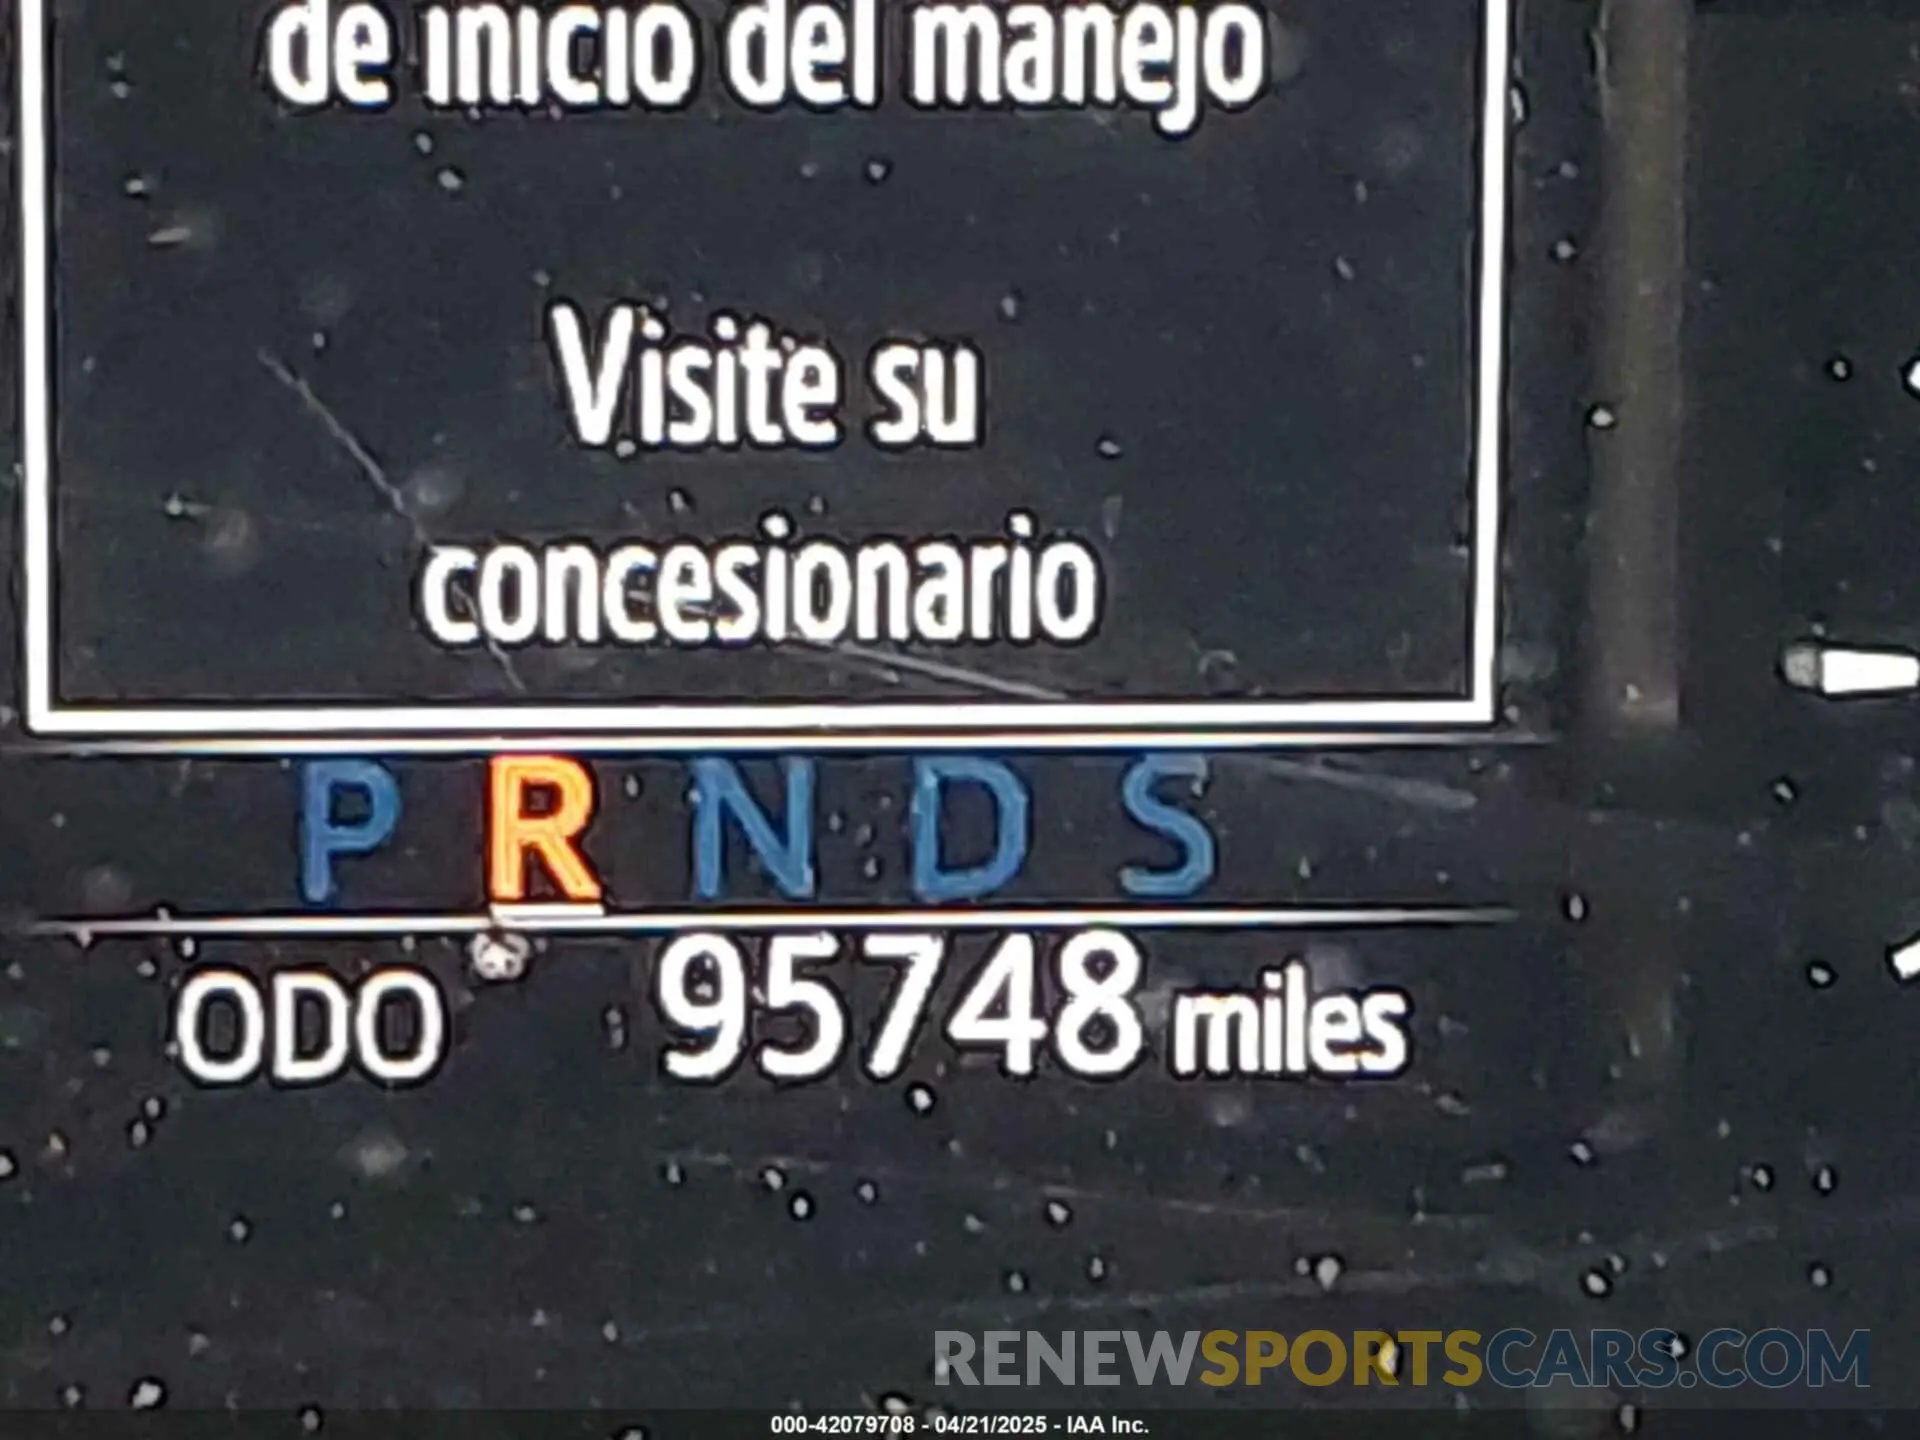 de inicio del manejo
Visite su
concesionario
P R N D S
ODO 95748 miles
RENEWSPORTSCARS.COM
000-42079708 - 04/21/2025 - IAA Inc.